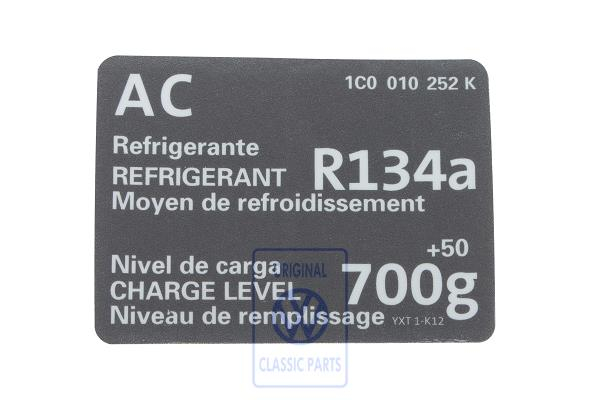 AC
1C0 010 252 K
Refrigerante
REFRIGERANT R134a
Moyen de refroidissement
+50
Nivel de carga
CHARGE LEVEL 700g
Niveau de remplissage YXT 1-K12
ORIGINAL
CLASSIC PARTS